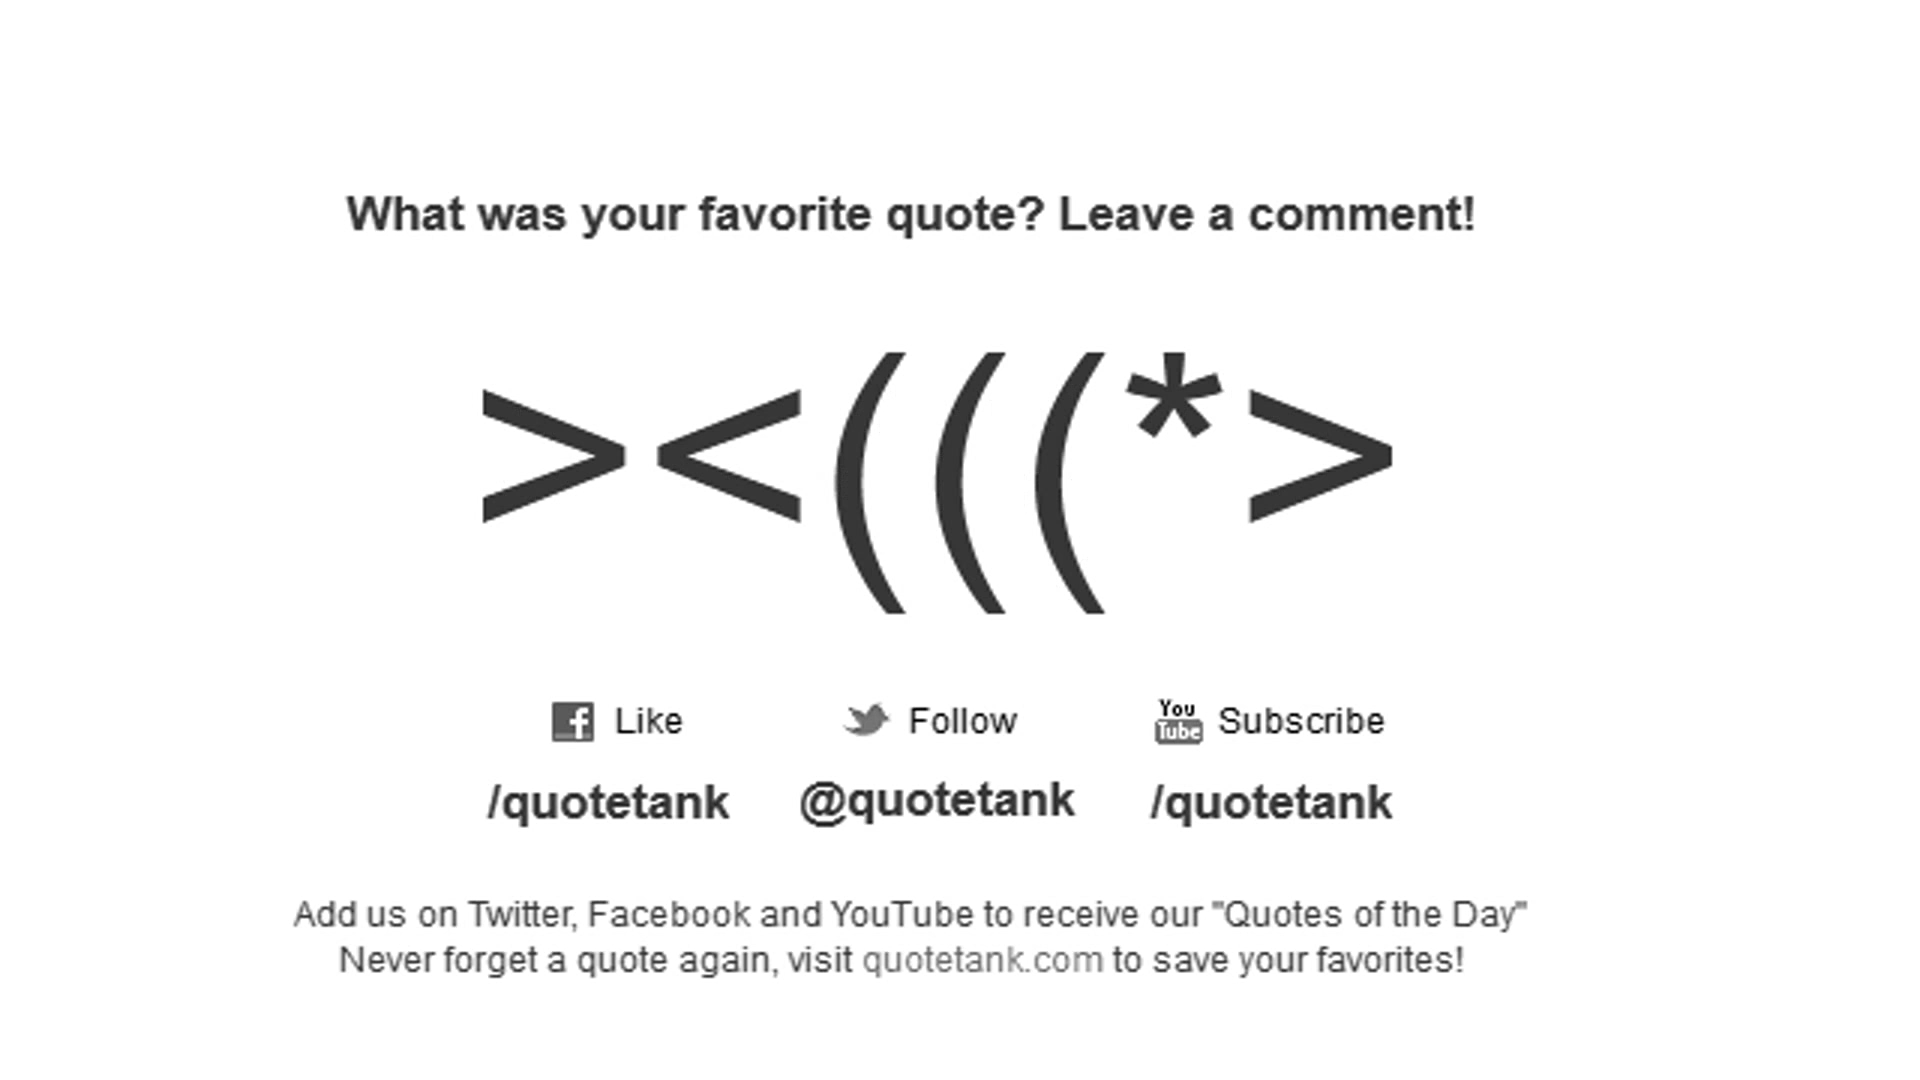 What was your favorite quote? Leave a comment!
><(((*>
f Like Follow You Tube Subscribe
/quotetank @quotetank /quotetank
Add us on Twitter, Facebook and YouTube to receive our "Quotes of the Day"
Never forget a quote again, visit quotetank.com to save your favorites!